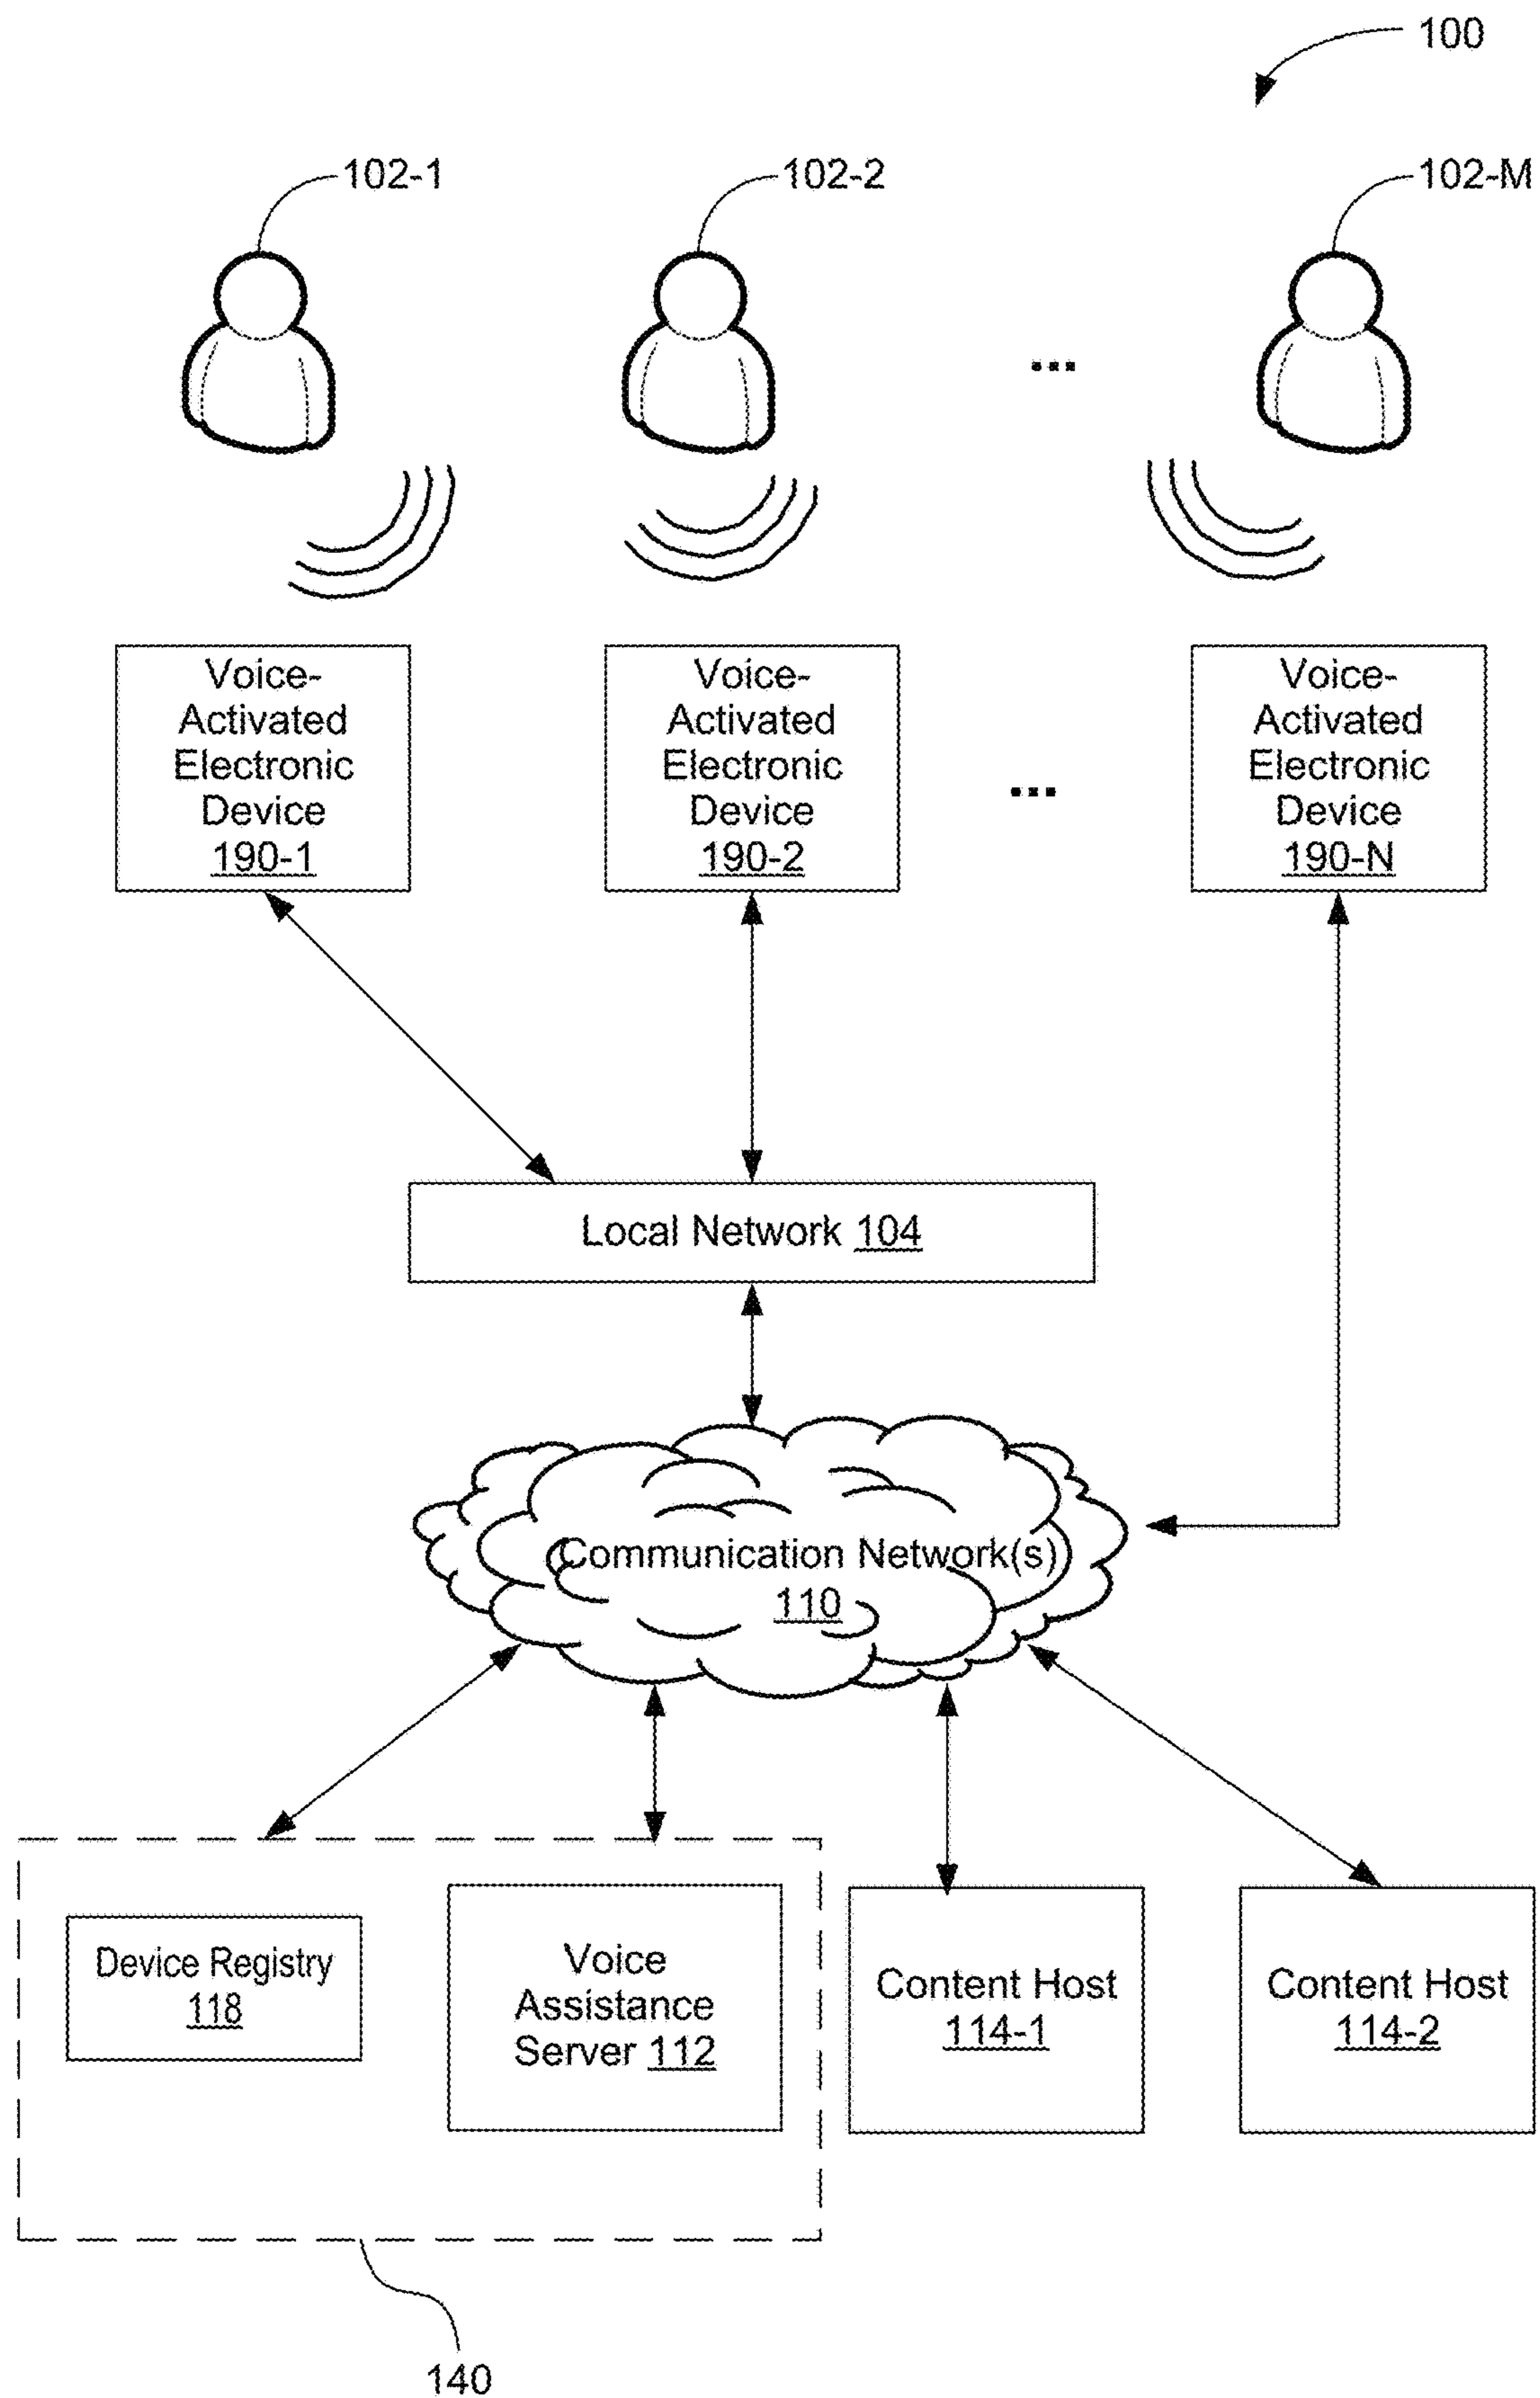 100
102-1
102-2
102-M
...
Voice-
Activated
Electronic
Device
190-1
Voice-
Activated
Electronic
Device
190-2
...
Voice-
Activated
Electronic
Device
190-N
Local Network 104
Communication Network(s)
110
Device Registry
118
Voice
Assistance
Server 112
Content Host
114-1
Content Host
114-2
140